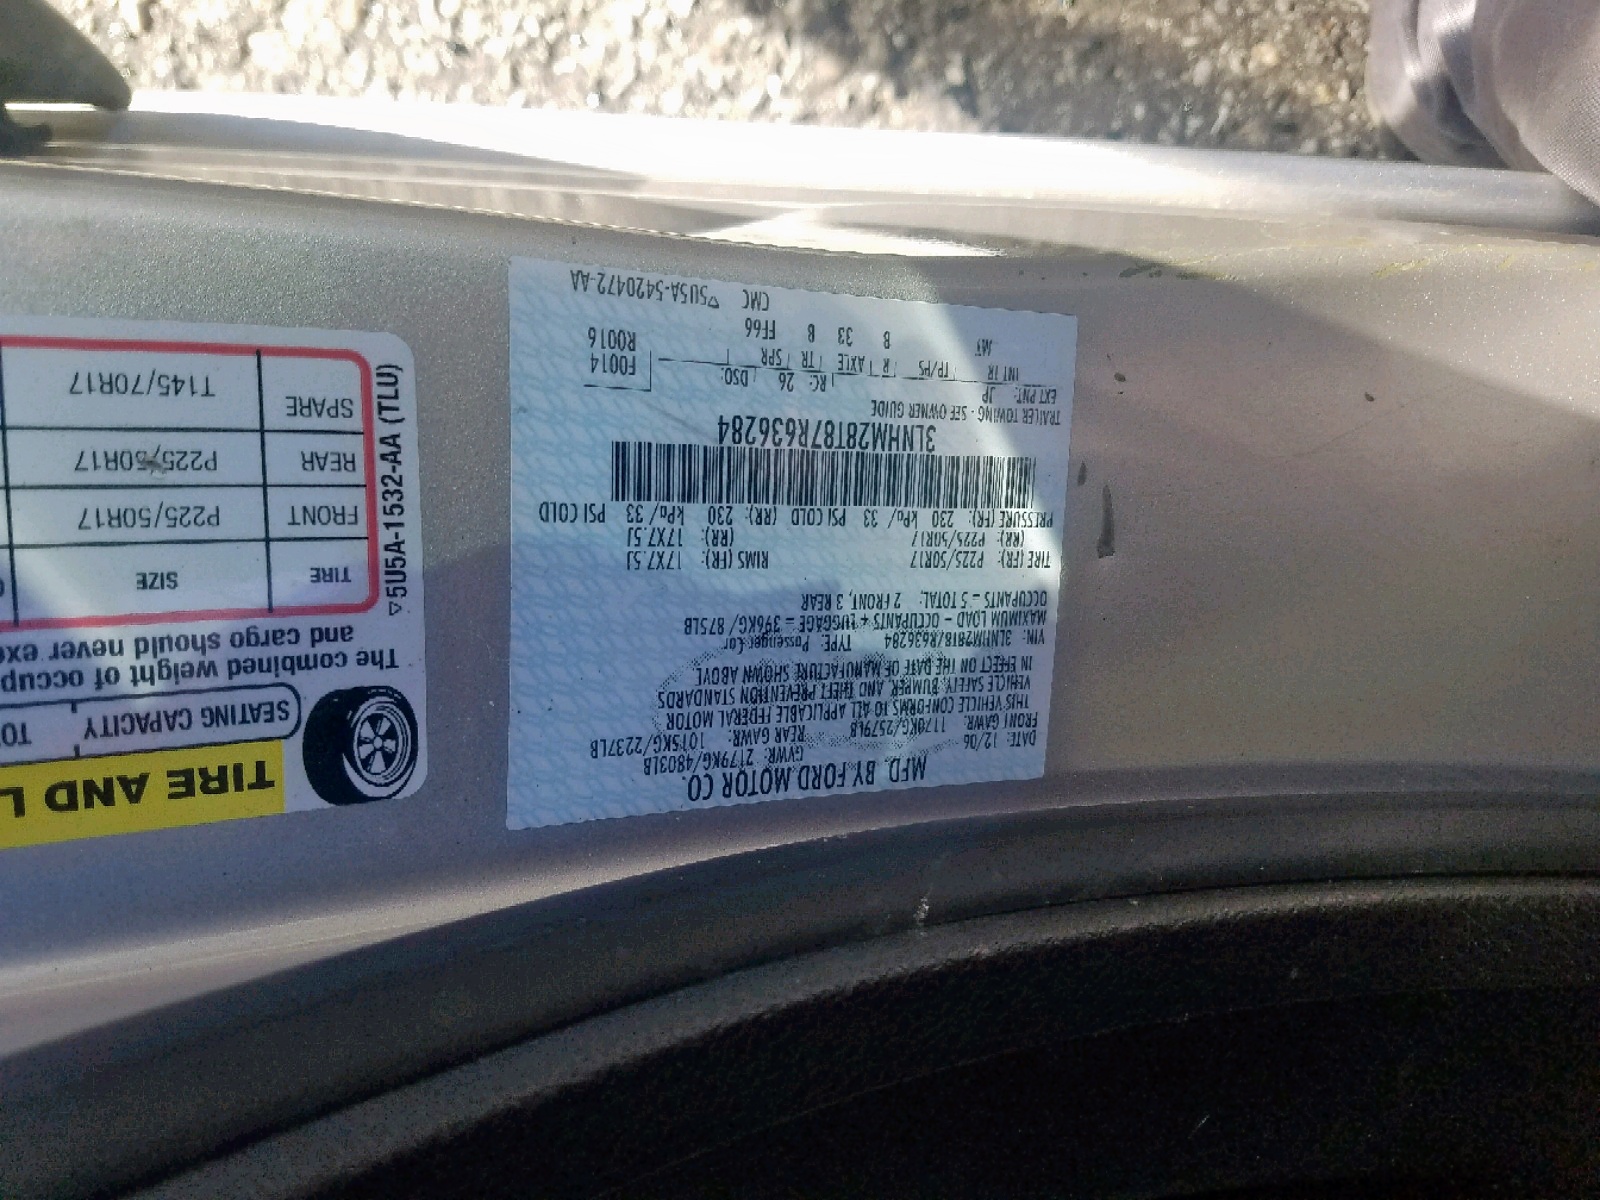 MFD. BY FORD MOTOR CO.
DATE: 12/06 GVWR: 2179KG/4803LB
FRONT GAWR: 1170KG/2579LB REAR GAWR: 1015KG/2237LB
THIS VEHICLE CONFORMS TO ALL APPLICABLE FEDERAL MOTOR
VEHICLE SAFETY, BUMPER, AND THEFT PREVENTION STANDARDS
IN EFFECT ON THE DATE OF MANUFACTURE SHOWN ABOVE.
VIN: 3LNHM28T87R636284 TYPE: Passenger Car
MAXIMUM LOAD = OCCUPANTS + LUGGAGE = 396KG/875LB
OCCUPANTS = 5 TOTAL: 2 FRONT, 3 REAR
TIRE (FR): P225/50R17 RIMS (FR): 17X7.5J
(RR): P225/50R17 (RR): 17X7.5J
PRESSURE (FR): 230 kPa/33 PSI COLD (RR): 230 kPa/33 PSI COLD
3LNHM28T87R636284
TRAILER TOWING - SEE OWNER GUIDE
EXT PNT: JP RC: 26 DSO: F0014
INT TR TP/PS R AXLE TR SPR R0016
MT B 33 B FF66
CMC ▽5U5A-5420472-AA
TIRE AND L
SEATING CAPACITY TO
The combined weight of occup
and cargo should never exe
TIRE SIZE
FRONT P225/50R17
REAR P225/50R17
SPARE T145/70R17
▽5U5A-1532-AA (TLU)